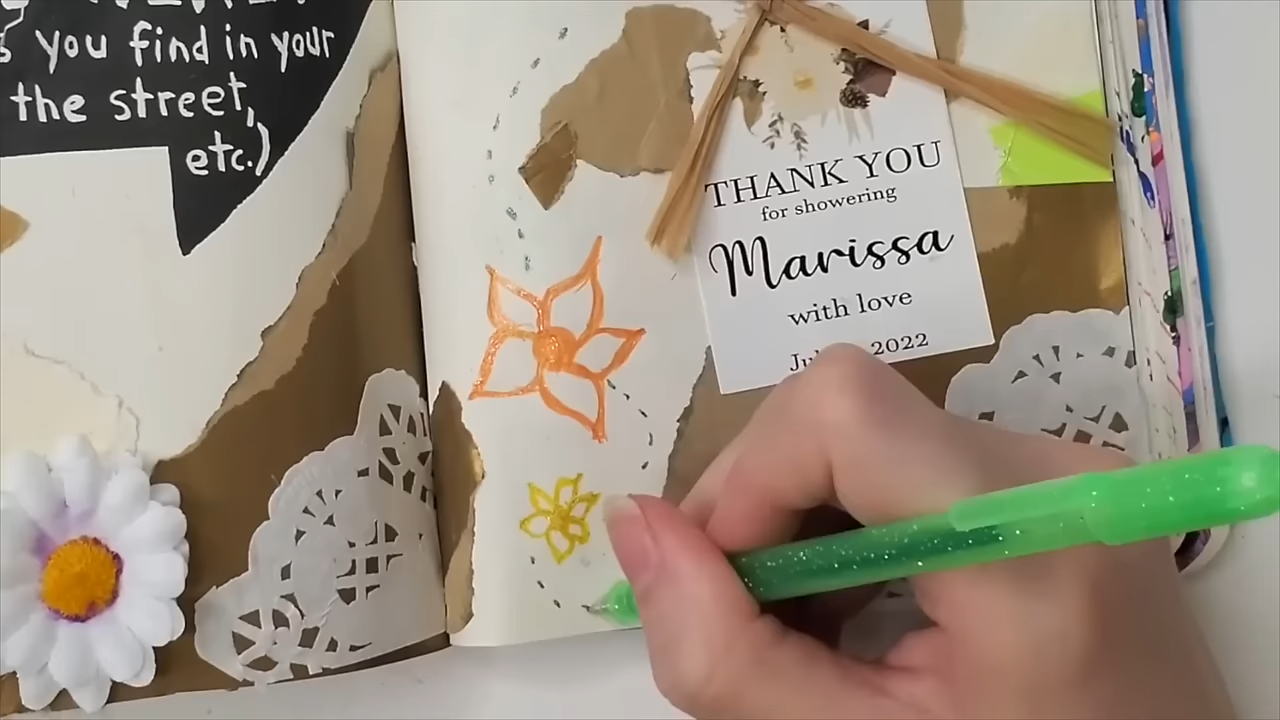 you find in your
the street,
etc.)
THANK YOU
for showering
Marissa
with love
2022